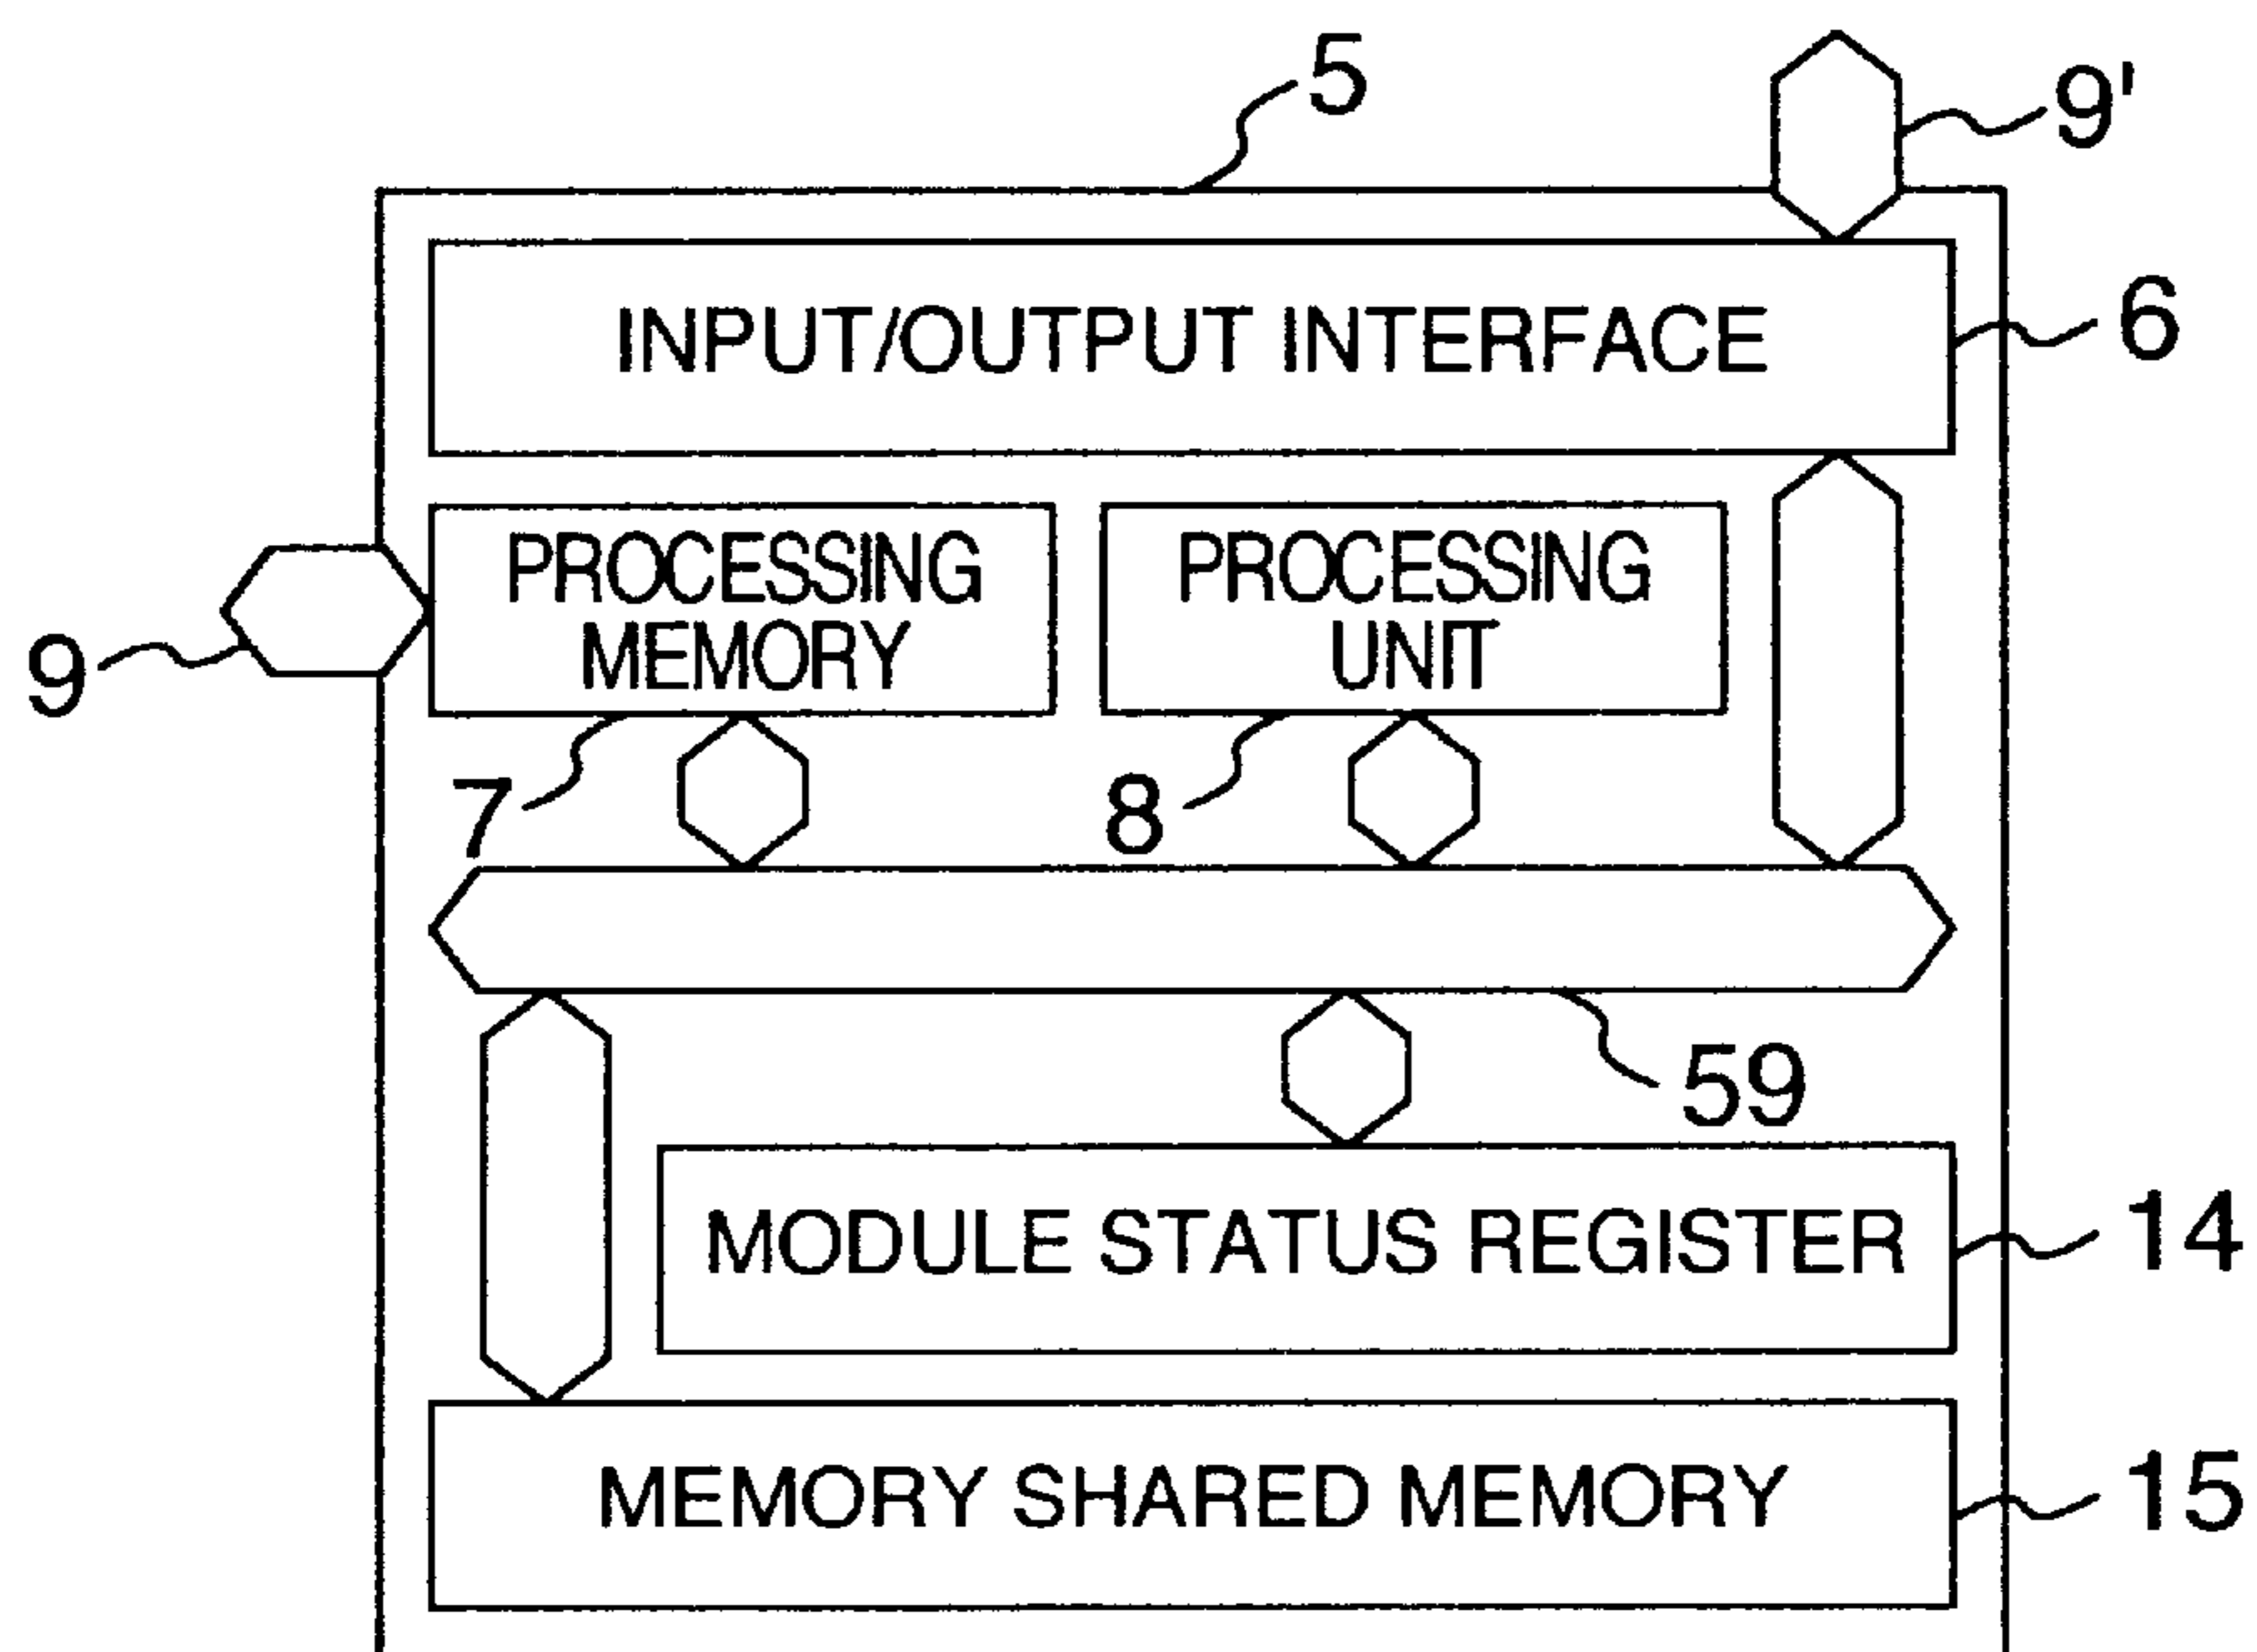 5
9'
INPUT/OUTPUT INTERFACE
6
PROCESSING
MEMORY
PROCESSING
UNIT
9
7
8
59
MODULE STATUS REGISTER
14
MEMORY SHARED MEMORY
15